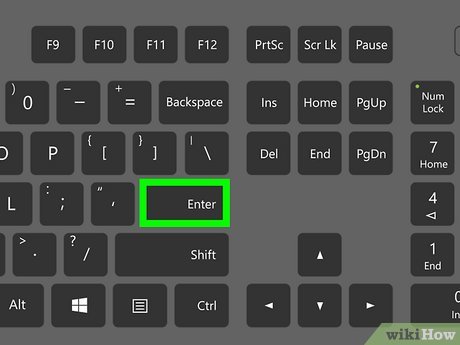 F9 F10 F11 F12 PrtSc Scr Lk Pause
) 0 _ - + = Backspace Ins Home PgUp Num Lock
O P { [ } ] | \ Del End PgDn 7 Home
L : ; " ' Enter 4
> . ? / Shift 1 End
Alt Ctrl 0
wikiHow